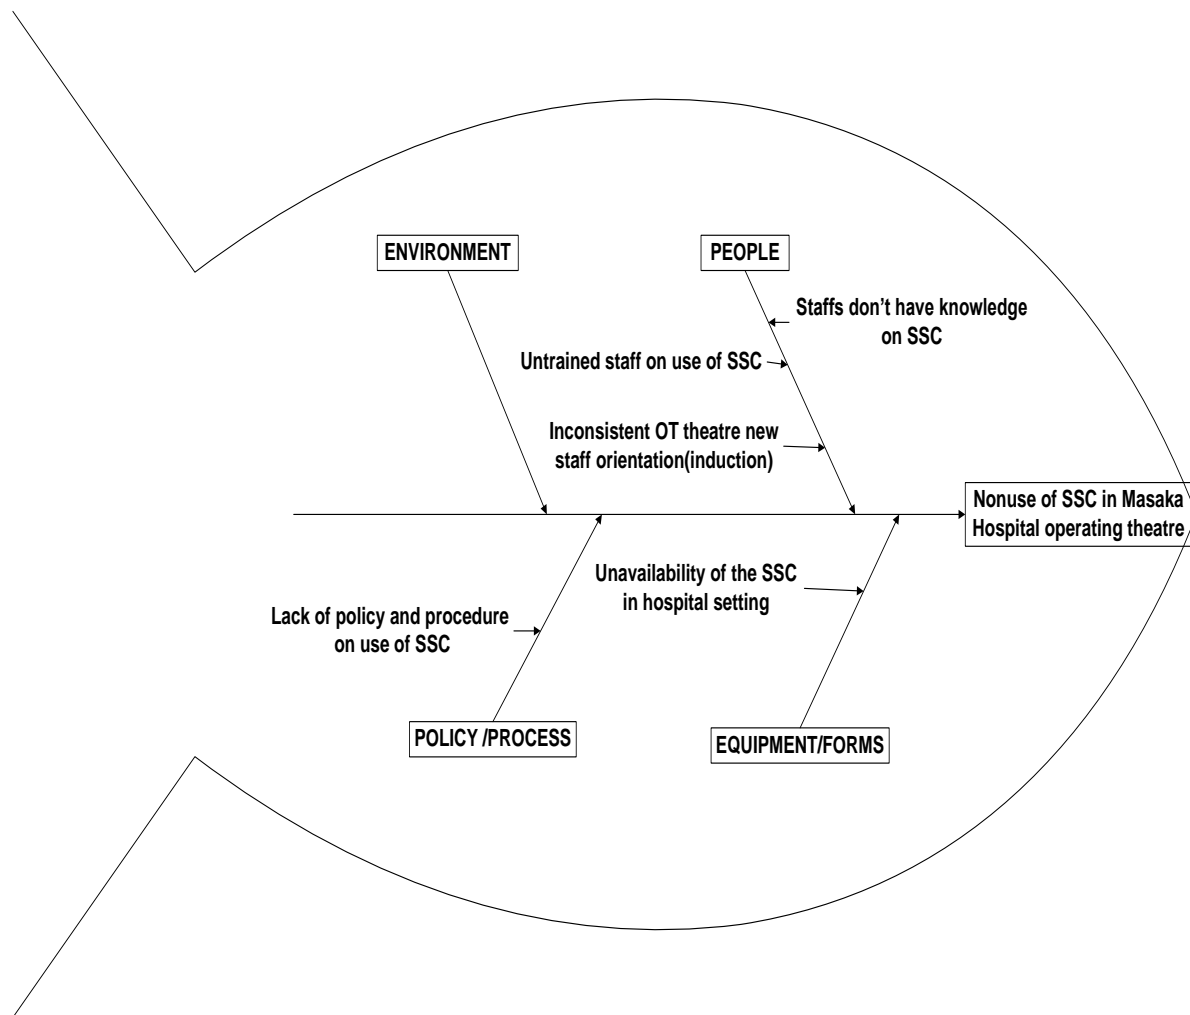 ENVIRONMENT
PEOPLE
Staffs don’t have knowledge
on SSC
Untrained staff on use of SSC
Inconsistent OT theatre new
staff orientation(induction)
Nonuse of SSC in Masaka
Hospital operating theatre
Unavailability of the SSC
in hospital setting
Lack of policy and procedure
on use of SSC
POLICY /PROCESS
EQUIPMENT/FORMS